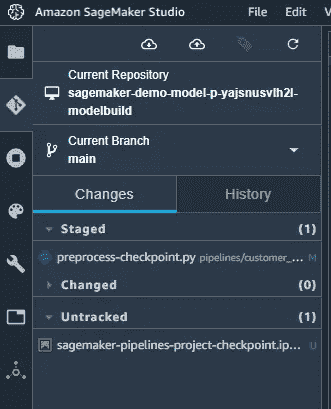 Amazon SageMaker Studio File Edit
Current Repository
sagemaker-demo-model-p-yajsnusvlh2l-
modelbuild
Current Branch
main
Changes History
Staged (1)
preprocess-checkpoint.py pipelines/customer_... M
Changed (0)
Untracked (1)
sagemaker-pipelines-project-checkpoint.ip... U